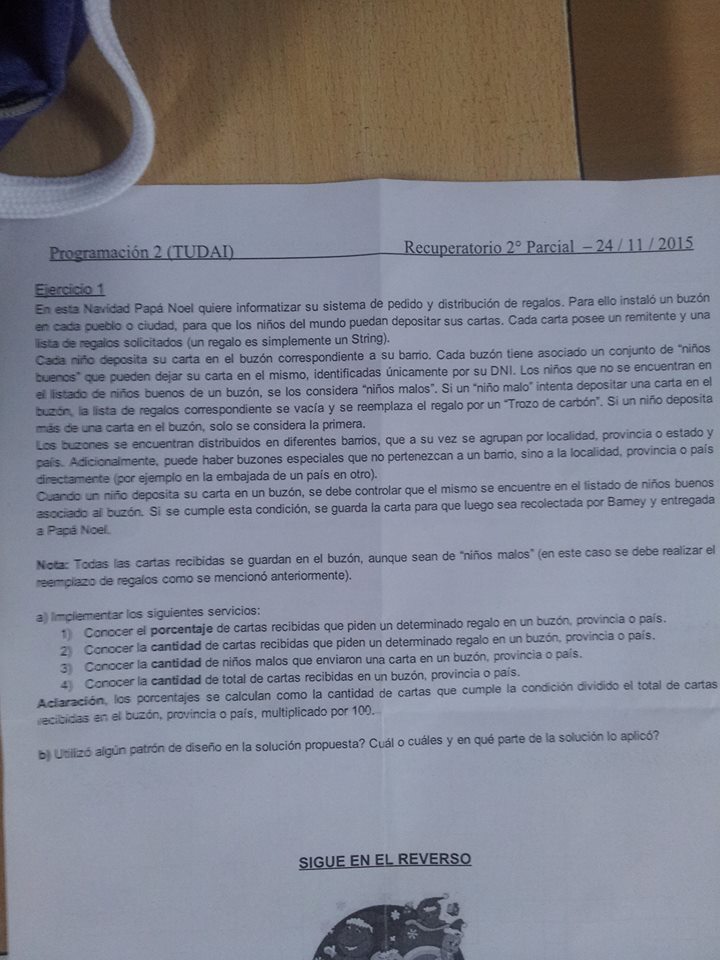 Programación 2 (TUDAI) Recuperatorio 2° Parcial – 24 / 11 / 2015
Ejercicio 1
En esta Navidad Papá Noel quiere informatizar su sistema de pedido y distribución de regalos. Para ello instaló un buzón
en cada pueblo o ciudad, para que los niños del mundo puedan depositar sus cartas. Cada carta posee un remitente y una
lista de regalos solicitados (un regalo es simplemente un String).
Cada niño deposita su carta en el buzón correspondiente a su barrio. Cada buzón tiene asociado un conjunto de "niños
buenos" que pueden dejar su carta en el mismo, identificadas únicamente por su DNI. Los niños que no se encuentran en
el listado de niños buenos de un buzón, se los considera "niños malos". Si un "niño malo" intenta depositar una carta en el
buzón, la lista de regalos correspondiente se vacía y se reemplaza el regalo por un "Trozo de carbón". Si un niño deposita
más de una carta en el buzón, solo se considera la primera.
Los buzones se encuentran distribuidos en diferentes barrios, que a su vez se agrupan por localidad, provincia o estado y
país. Adicionalmente, puede haber buzones especiales que no pertenezcan a un barrio, sino a la localidad, provincia o país
directamente (por ejemplo en la embajada de un país en otro).
Cuando un niño deposita su carta en un buzón, se debe controlar que el mismo se encuentre en el listado de niños buenos
asociado al buzón. Si se cumple esta condición, se guarda la carta para que luego sea recolectada por Barney y entregada
a Papá Noel.
Nota: Todas las cartas recibidas se guardan en el buzón, aunque sean de "niños malos" (en este caso se debe realizar el
reemplazo de regalos como se mencionó anteriormente).
a) Implementar los siguientes servicios:
1) Conocer el porcentaje de cartas recibidas que piden un determinado regalo en un buzón, provincia o país.
2) Conocer la cantidad de cartas recibidas que piden un determinado regalo en un buzón, provincia o país.
3) Conocer la cantidad de niños malos que enviaron una carta en un buzón, provincia o país.
4) Conocer la cantidad de total de cartas recibidas en un buzón, provincia o país.
Aclaración, los porcentajes se calculan como la cantidad de cartas que cumple la condición dividido el total de cartas
recibidas en el buzón, provincia o país, multiplicado por 100.
b) Utilizó algún patrón de diseño en la solución propuesta? Cuál o cuáles y en qué parte de la solución lo aplicó?
SIGUE EN EL REVERSO